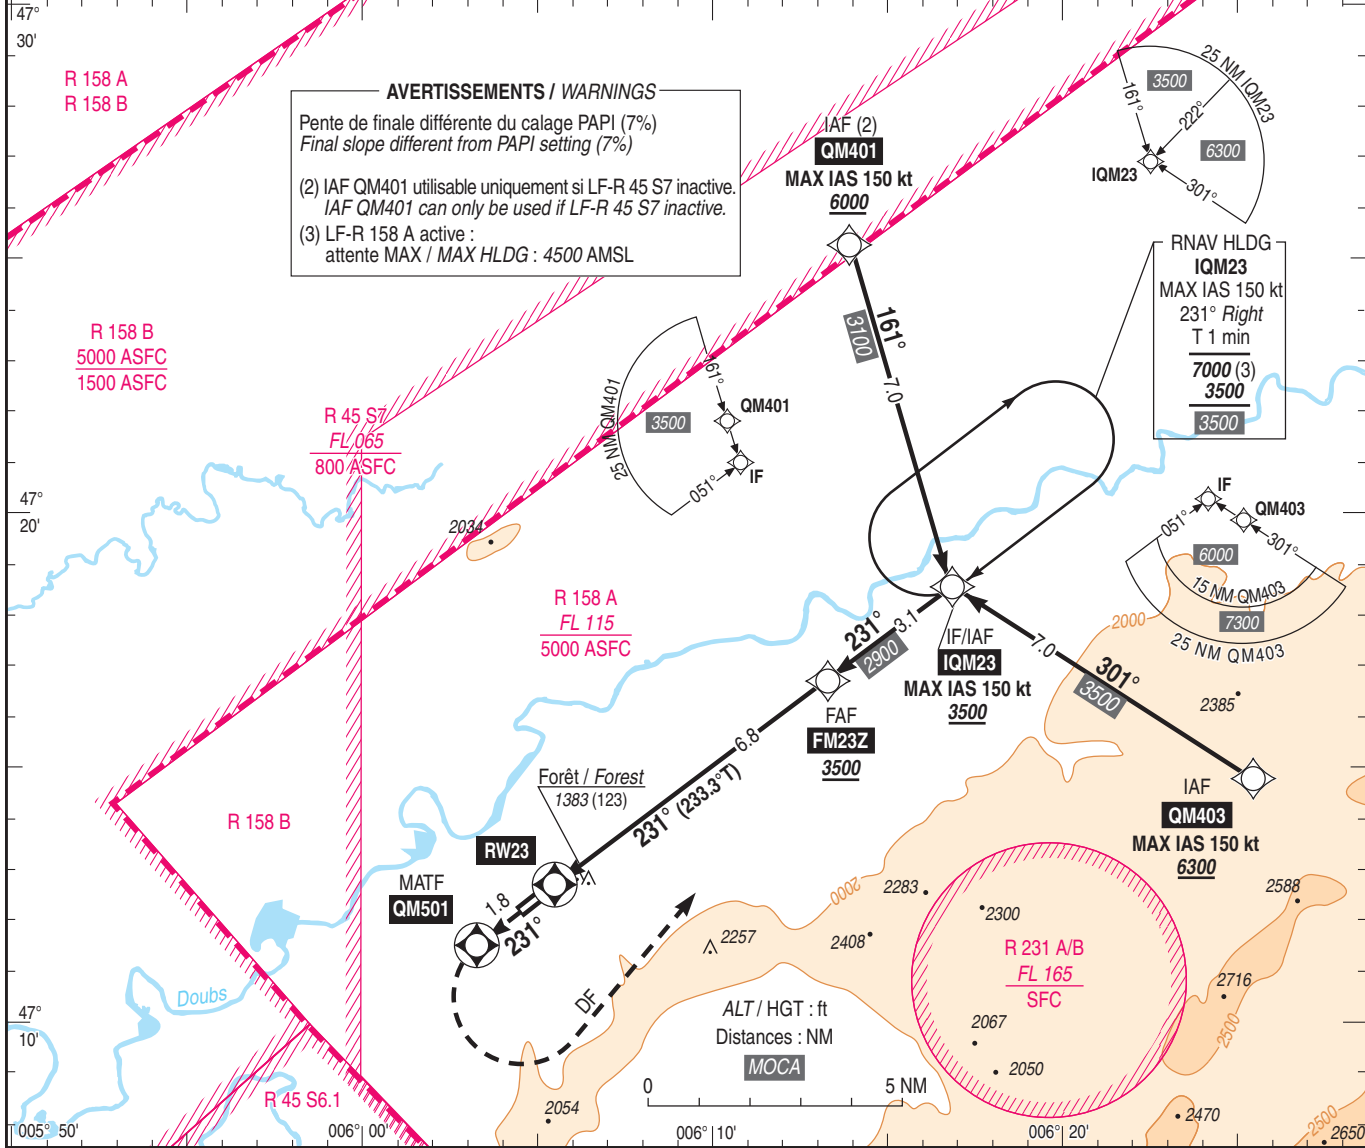 47°
30'
R 158 A
R 158 B
AVERTISSEMENTS / WARNINGS
Pente de finale différente du calage PAPI (7%)
Final slope different from PAPI setting (7%)
(2) IAF QM401 utilisable uniquement si LF-R 45 S7 inactive.
IAF QM401 can only be used if LF-R 45 S7 inactive.
(3) LF-R 158 A active :
attente MAX / MAX HLDG : 4500 AMSL
IAF (2)
QM401
MAX IAS 150 kt
6000
25 NM IQM23
3500
161°
222°
6300
IQM23
301°
RNAV HLDG
IQM23
MAX IAS 150 kt
231° Right
T 1 min
7000 (3)
3500
3500
R 158 B
5000 ASFC
1500 ASFC
R 45 S7
FL 065
800 ASFC
161°
3100
7.0
25 NM QM401
3500
161°
QM401
IF
051°
47°
20'
2034
IF
QM403
051°
301°
6000
15 NM QM403
7300
25 NM QM403
R 158 A
FL 115
5000 ASFC
231°
3.1
2900
IF/IAF
IQM23
MAX IAS 150 kt
3500
7.0
301°
3500
2000
2385
FAF
FM23Z
3500
6.8
231° (233.3°T)
Forêt / Forest
1383 (123)
IAF
QM403
MAX IAS 150 kt
6300
R 158 B
RW23
MATF
QM501
1.8
231°
2000
2283
2300
2408
2257
2588
R 231 A/B
FL 165
SFC
2716
2500
Doubs
DF
ALT / HGT : ft
Distances : NM
MOCA
0
5 NM
2067
2050
47°
10'
R 45 S6.1
2054
2470
2500
2650
005° 50'
006° 00'
006° 10'
006° 20'